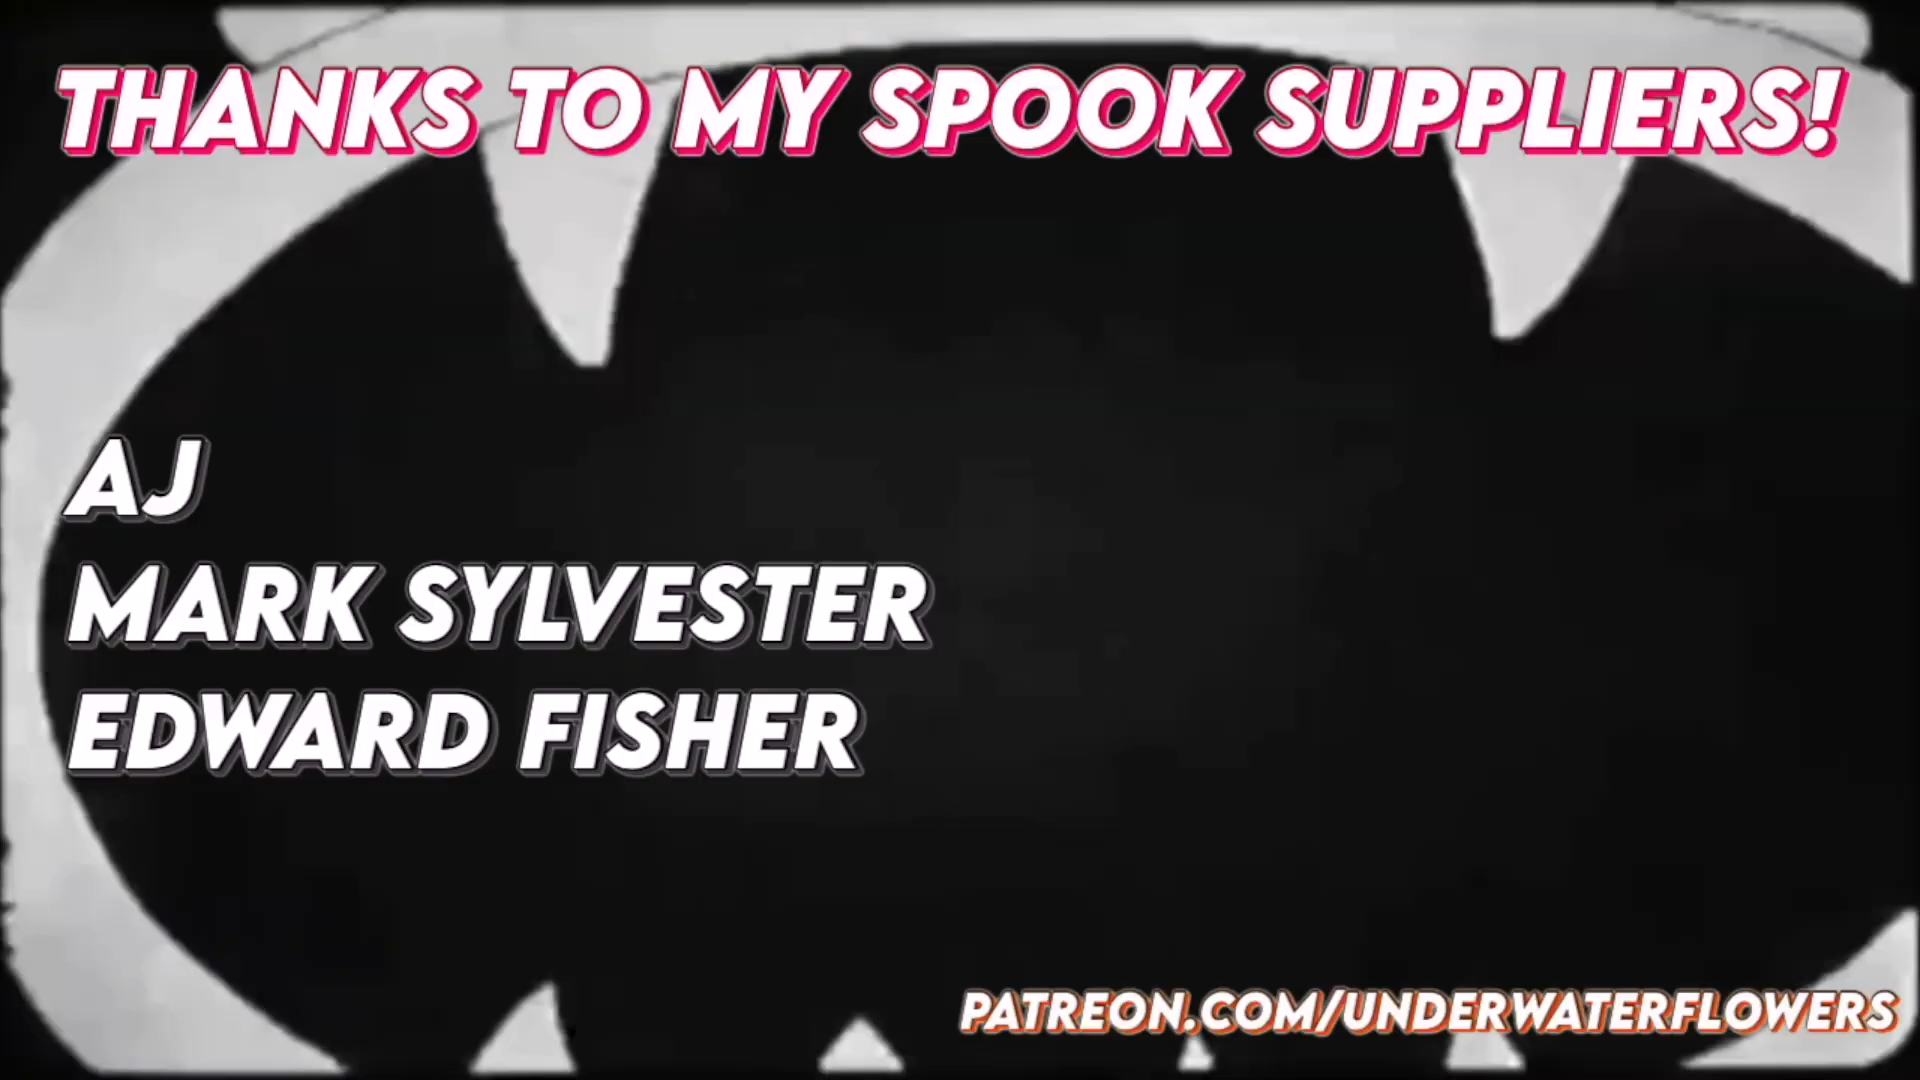 THANKS TO MY SPOOK SUPPLIERS!
AJ
MARK SYLVESTER
EDWARD FISHER
PATREON.COM/UNDERWATERFLOWERS